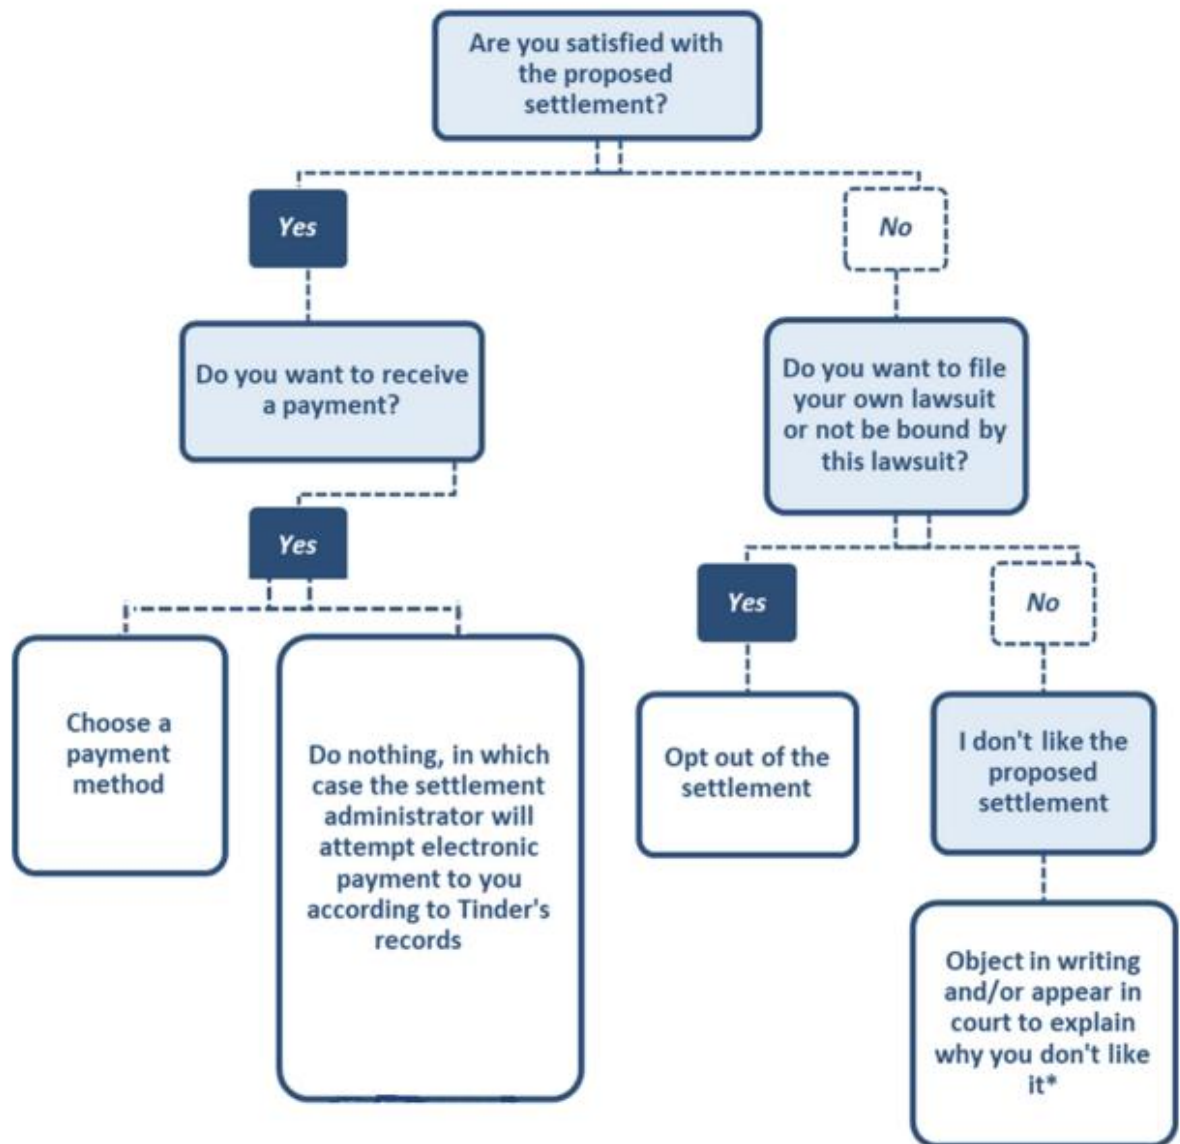 Are you satisfied with
the proposed
settlement?
Yes
No
Do you want to receive
a payment?
Do you want to file
your own lawsuit
or not be bound by
this lawsuit?
Yes
Yes
No
Choose a
payment
method
Do nothing, in which
case the settlement
administrator will
attempt electronic
payment to you
according to Tinder's
records
Opt out of the
settlement
I don't like the
proposed
settlement
Object in writing
and/or appear in
court to explain
why you don't like
it*